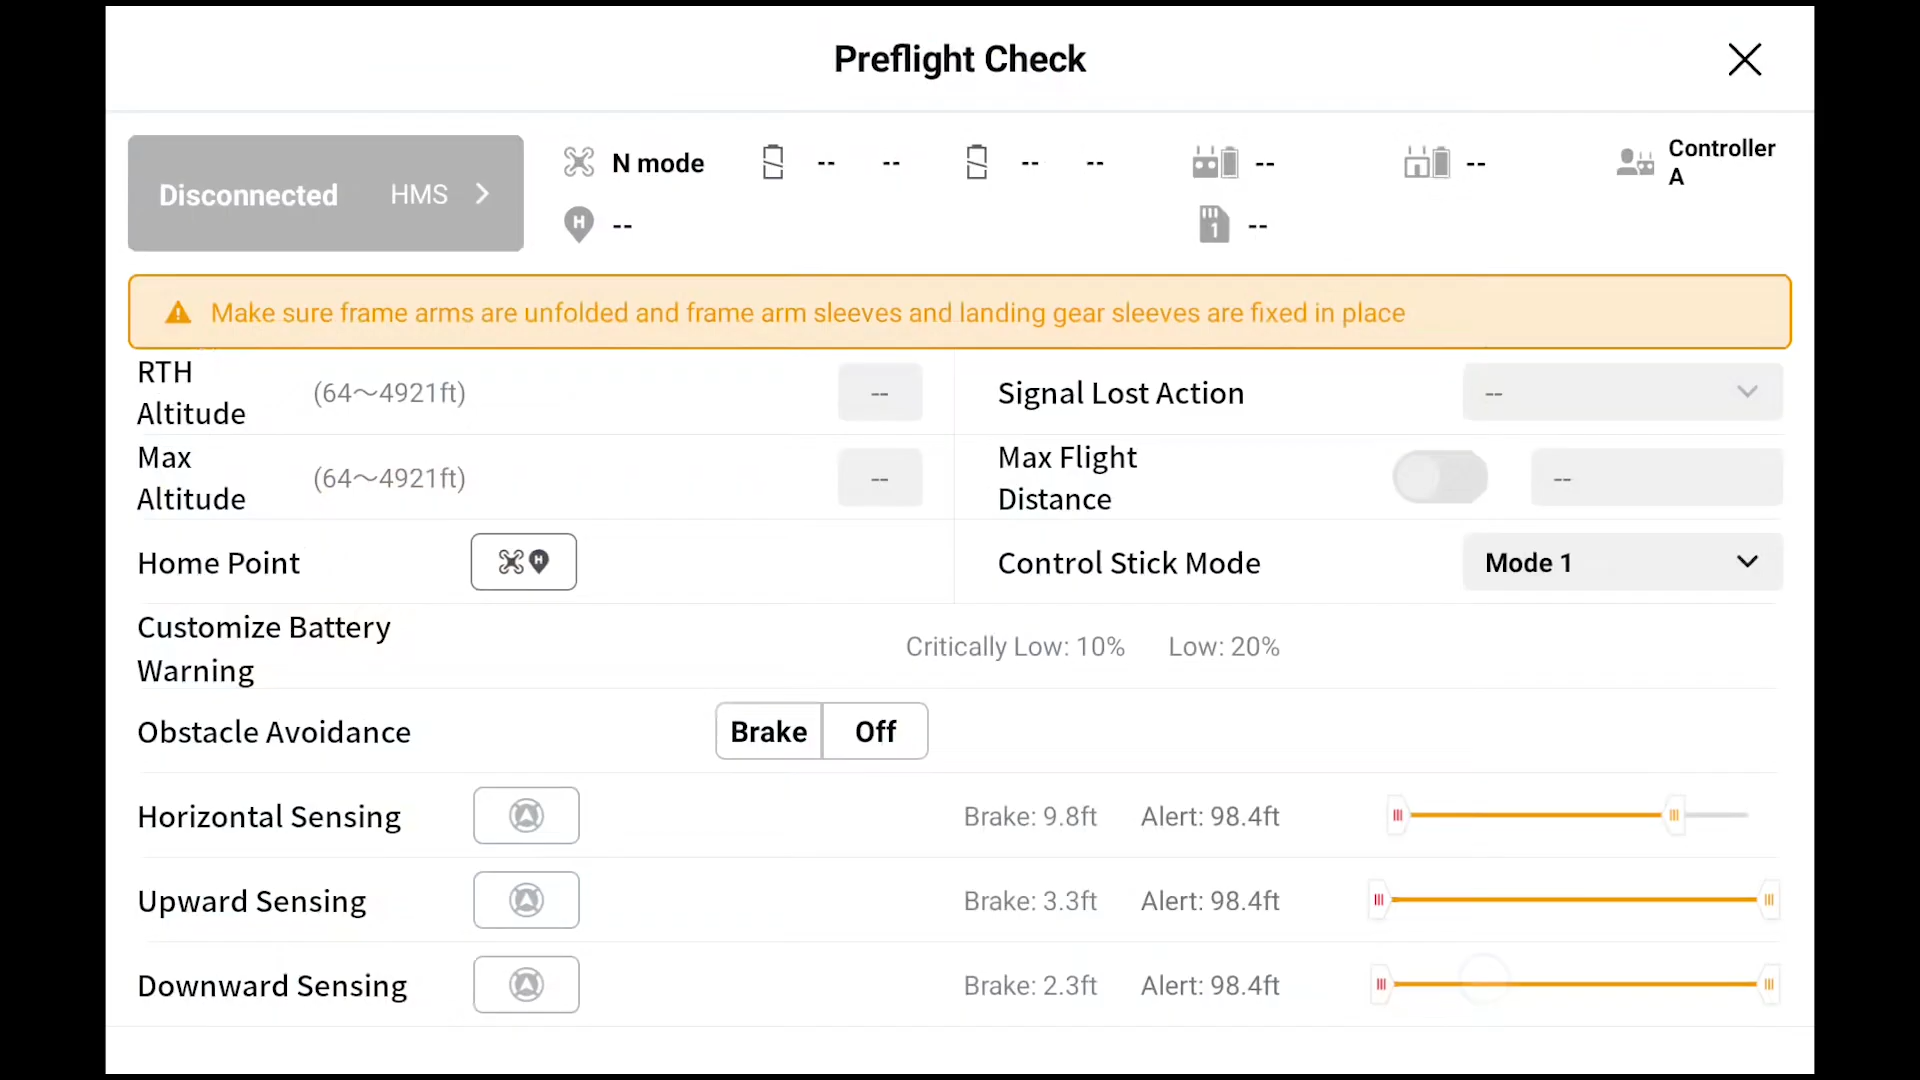 Preflight Check
Disconnected HMS
N mode -- -- -- -- -- -- Controller
A
H -- 1 --
Make sure frame arms are unfolded and frame arm sleeves and landing gear sleeves are fixed in place
RTH
Altitude
(64~4921ft) --
Signal Lost Action --
Max
Altitude
(64~4921ft) --
Max Flight
Distance
--
Home Point H
Control Stick Mode Mode 1
Customize Battery
Warning
Critically Low: 10% Low: 20%
Obstacle Avoidance Brake Off
Horizontal Sensing Brake: 9.8ft Alert: 98.4ft
Upward Sensing Brake: 3.3ft Alert: 98.4ft
Downward Sensing Brake: 2.3ft Alert: 98.4ft